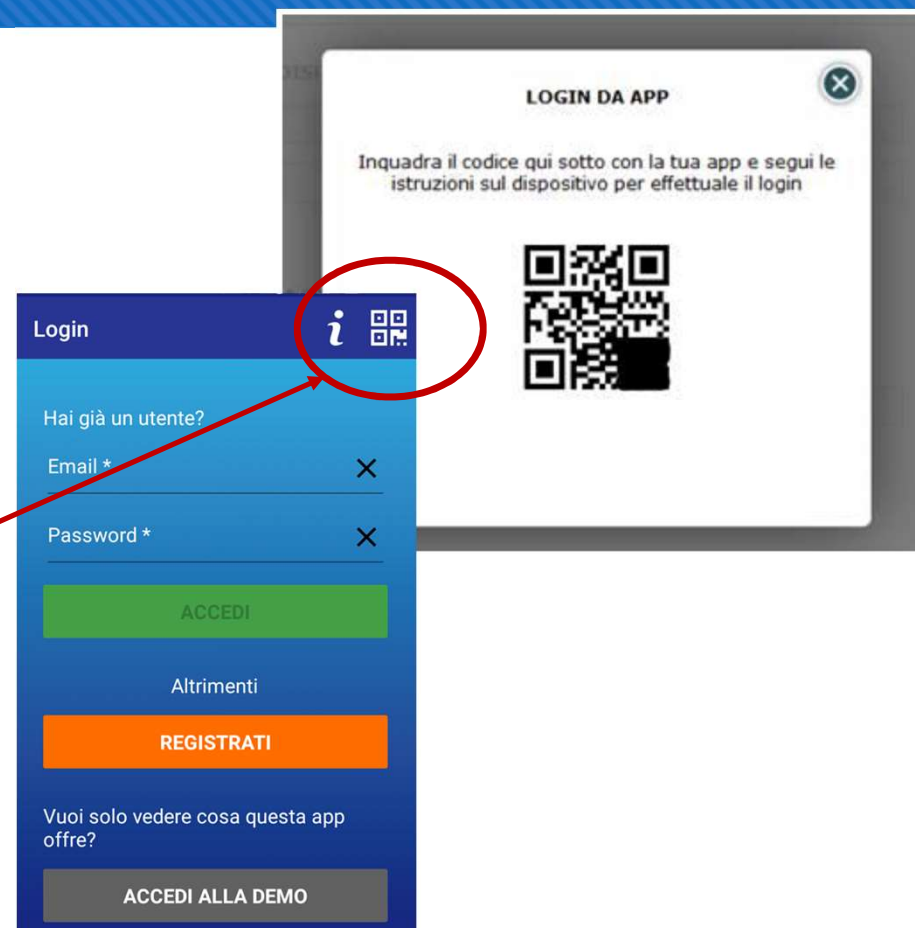 LOGIN DA APP
Inquadra il codice qui sotto con la tua app e segui le
istruzioni sul dispositivo per effettuale il login
Login
Hai già un utente?
Email *
Password *
ACCEDI
Altrimenti
REGISTRATI
Vuoi solo vedere cosa questa app
offre?
ACCEDI ALLA DEMO